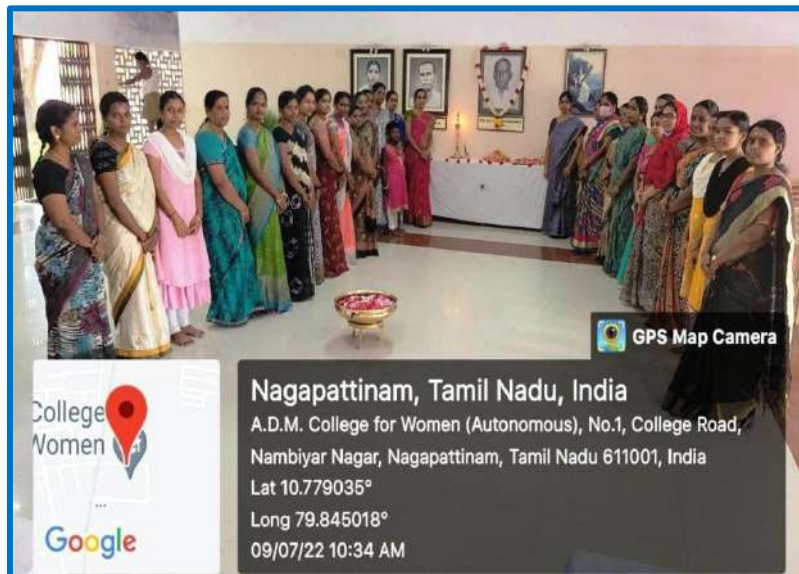 GPS Map Camera
College
Women
Google
Nagapattinam, Tamil Nadu, India
A.D.M. College for Women (Autonomous), No.1, College Road,
Nambiyar Nagar, Nagapattinam, Tamil Nadu 611001, India
Lat 10.779035°
Long 79.845018°
09/07/22 10:34 AM